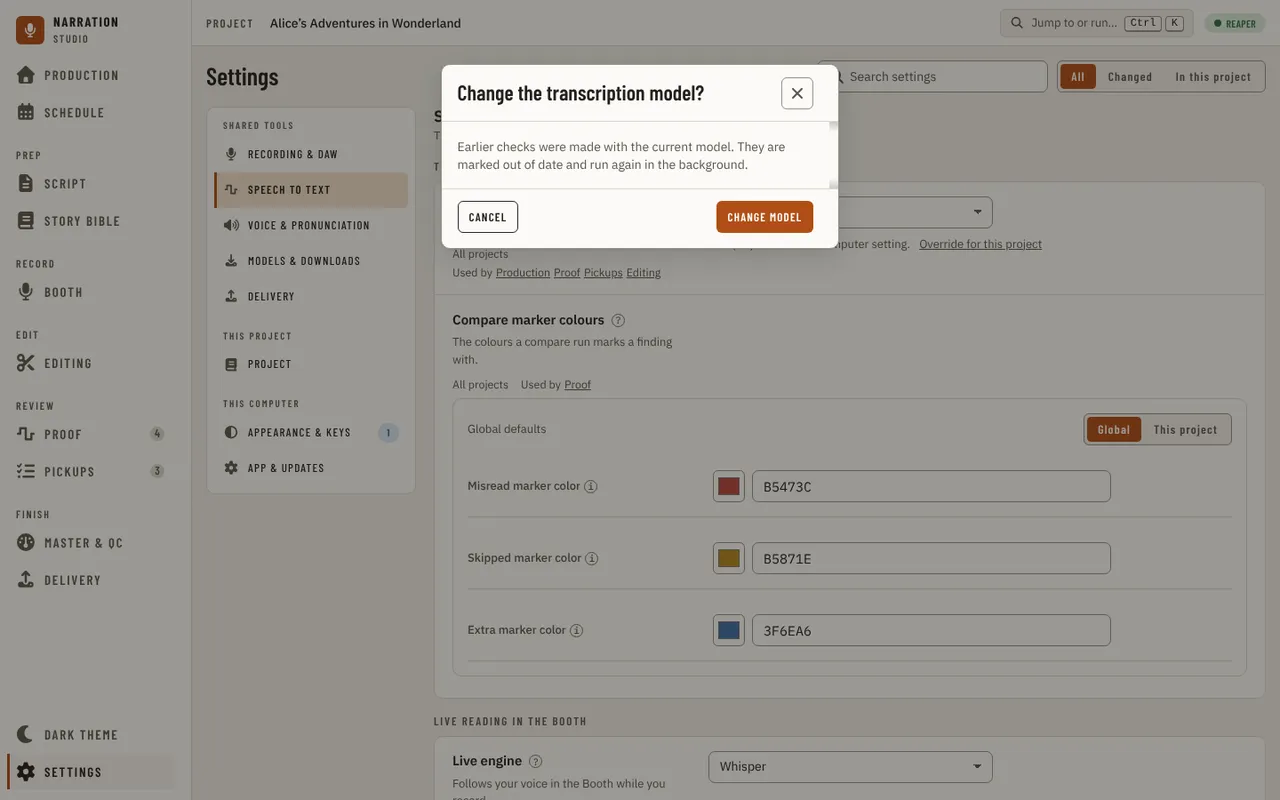 NARRATION
STUDIO
PRODUCTION
SCHEDULE
PREP
SCRIPT
STORY BIBLE
RECORD
BOOTH
EDIT
EDITING
REVIEW
PROOF 4
PICKUPS 3
FINISH
MASTER & QC
DELIVERY
DARK THEME
SETTINGS
PROJECT Alice's Adventures in Wonderland
Jump to or run... Ctrl K
REAPER
Settings
Search settings
All Changed In this project
SHARED TOOLS
RECORDING & DAW
SPEECH TO TEXT
VOICE & PRONUNCIATION
MODELS & DOWNLOADS
DELIVERY
THIS PROJECT
PROJECT
THIS COMPUTER
APPEARANCE & KEYS 1
APP & UPDATES
Change the transcription model?
Earlier checks were made with the current model. They are
marked out of date and run again in the background.
CANCEL CHANGE MODEL
setting. Override for this project
All projects
Used by Production Proof Pickups Editing
Compare marker colours ?
The colours a compare run marks a finding
with.
All projects Used by Proof
Global defaults
Global This project
Misread marker color B5473C
Skipped marker color B5871E
Extra marker color 3F6EA6
LIVE READING IN THE BOOTH
Live engine ?
Whisper
Follows your voice in the Booth while you